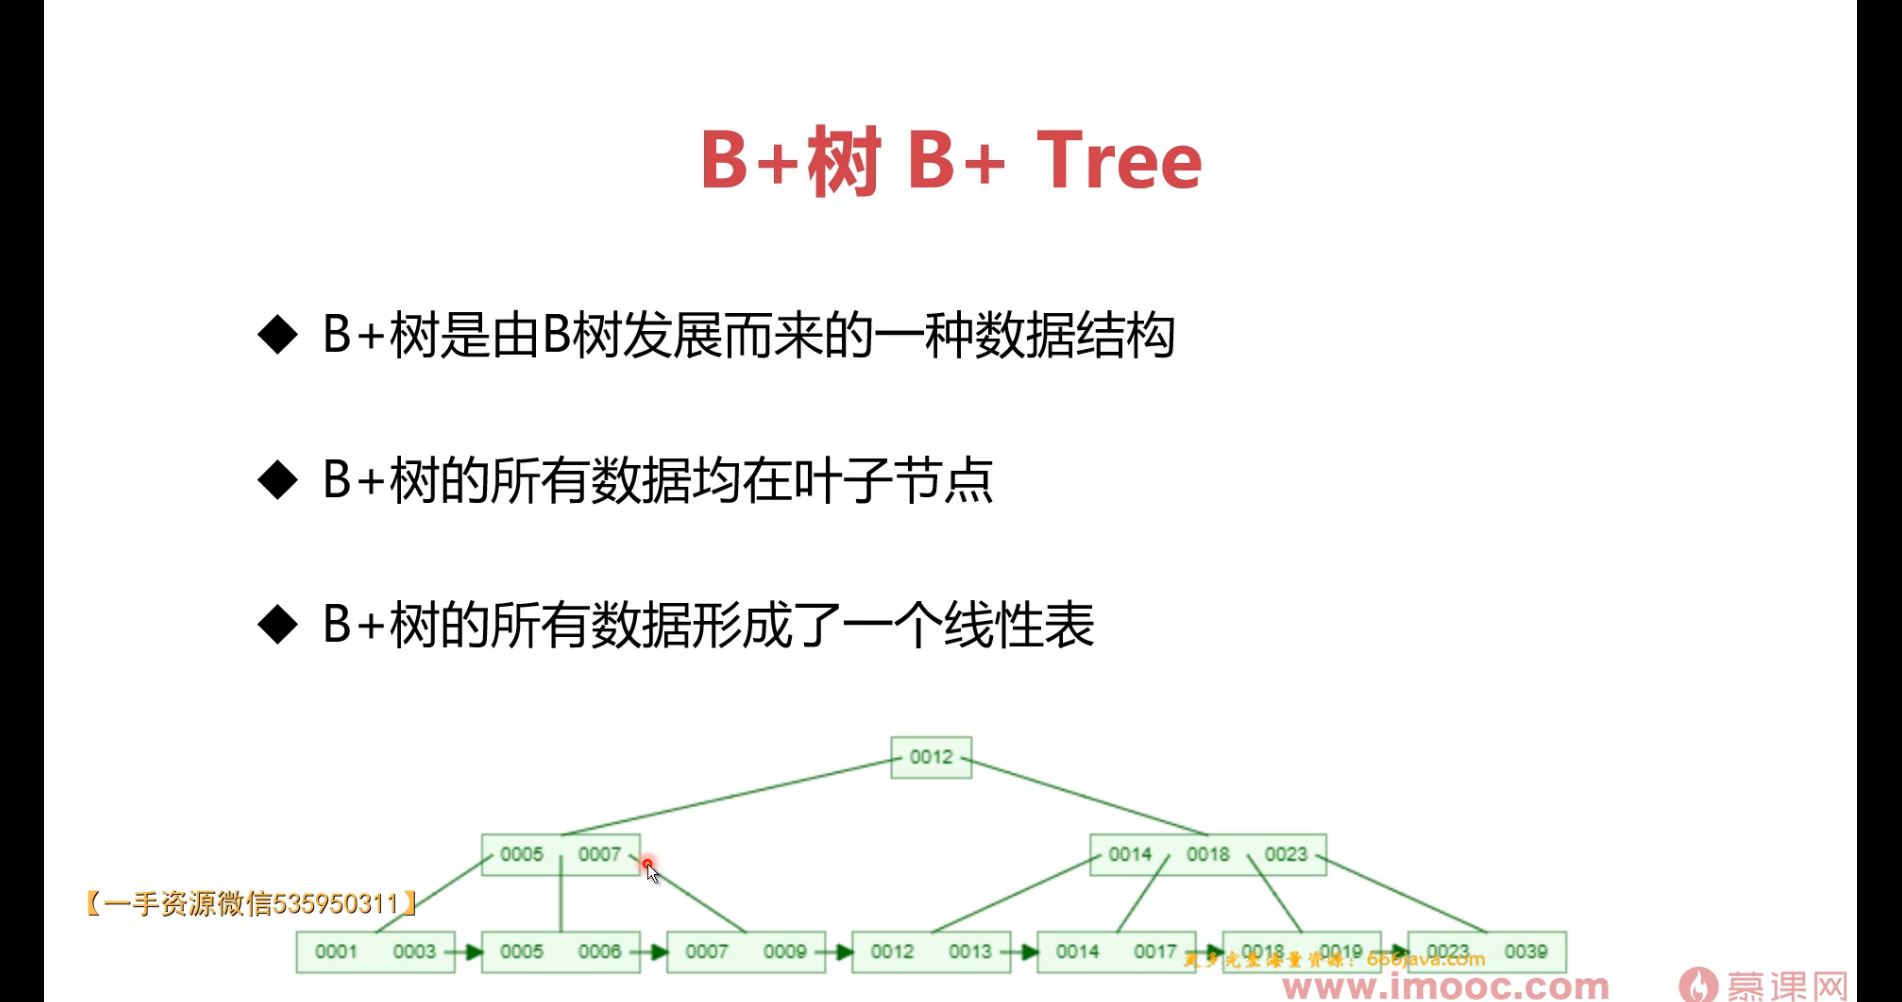 B+树 B+ Tree
◆ B+树是由B树发展而来的一种数据结构
◆ B+树的所有数据均在叶子节点
◆ B+树的所有数据形成了一个线性表
0012
0005 0007
0014 0018 0023
【一手资源微信535950311】
0001 0003
0005 0006
0007 0009
0012 0013
0014 0017
0018 0019
0023 0039
更多完整海量资源：666java.com
www.imooc.com
慕课网